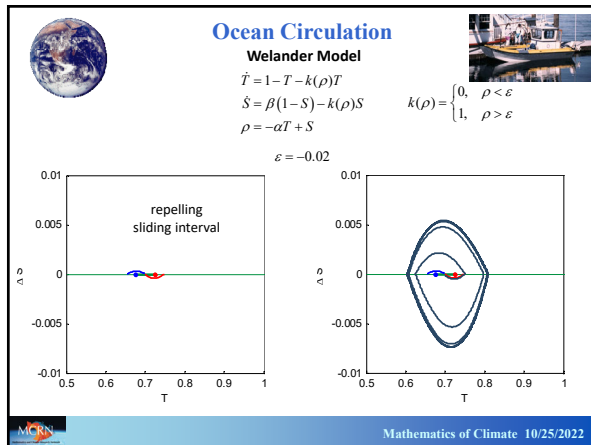 Ocean Circulation
Welander Model
Ṫ = 1 − T − k(ρ)T
Ṡ = β(1 − S) − k(ρ)S
ρ = −αT + S
k(ρ) = {0, ρ < ε
1, ρ > ε
ε = −0.02
0.01
0.005
0
-0.005
-0.01
0.5 0.6 0.7 0.8 0.9 1
T
repelling
sliding interval
0.01
0.005
0
-0.005
-0.01
0.5 0.6 0.7 0.8 0.9 1
T
MCRN
Mathematics of Climate 10/25/2022